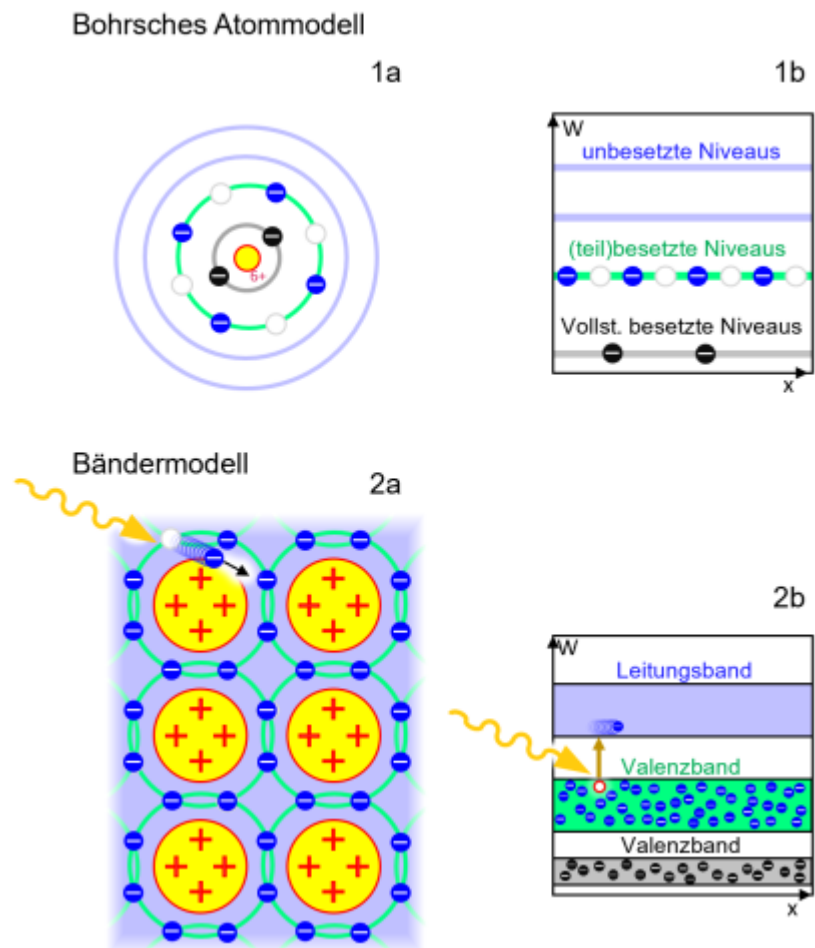 Bohrsches Atommodell
1a
6+
1b
W
unbesetzte Niveaus
(teil)besetzte Niveaus
Vollst. besetzte Niveaus
x
Bändermodell
2a
2b
W
Leitungsband
Valenzband
Valenzband
x